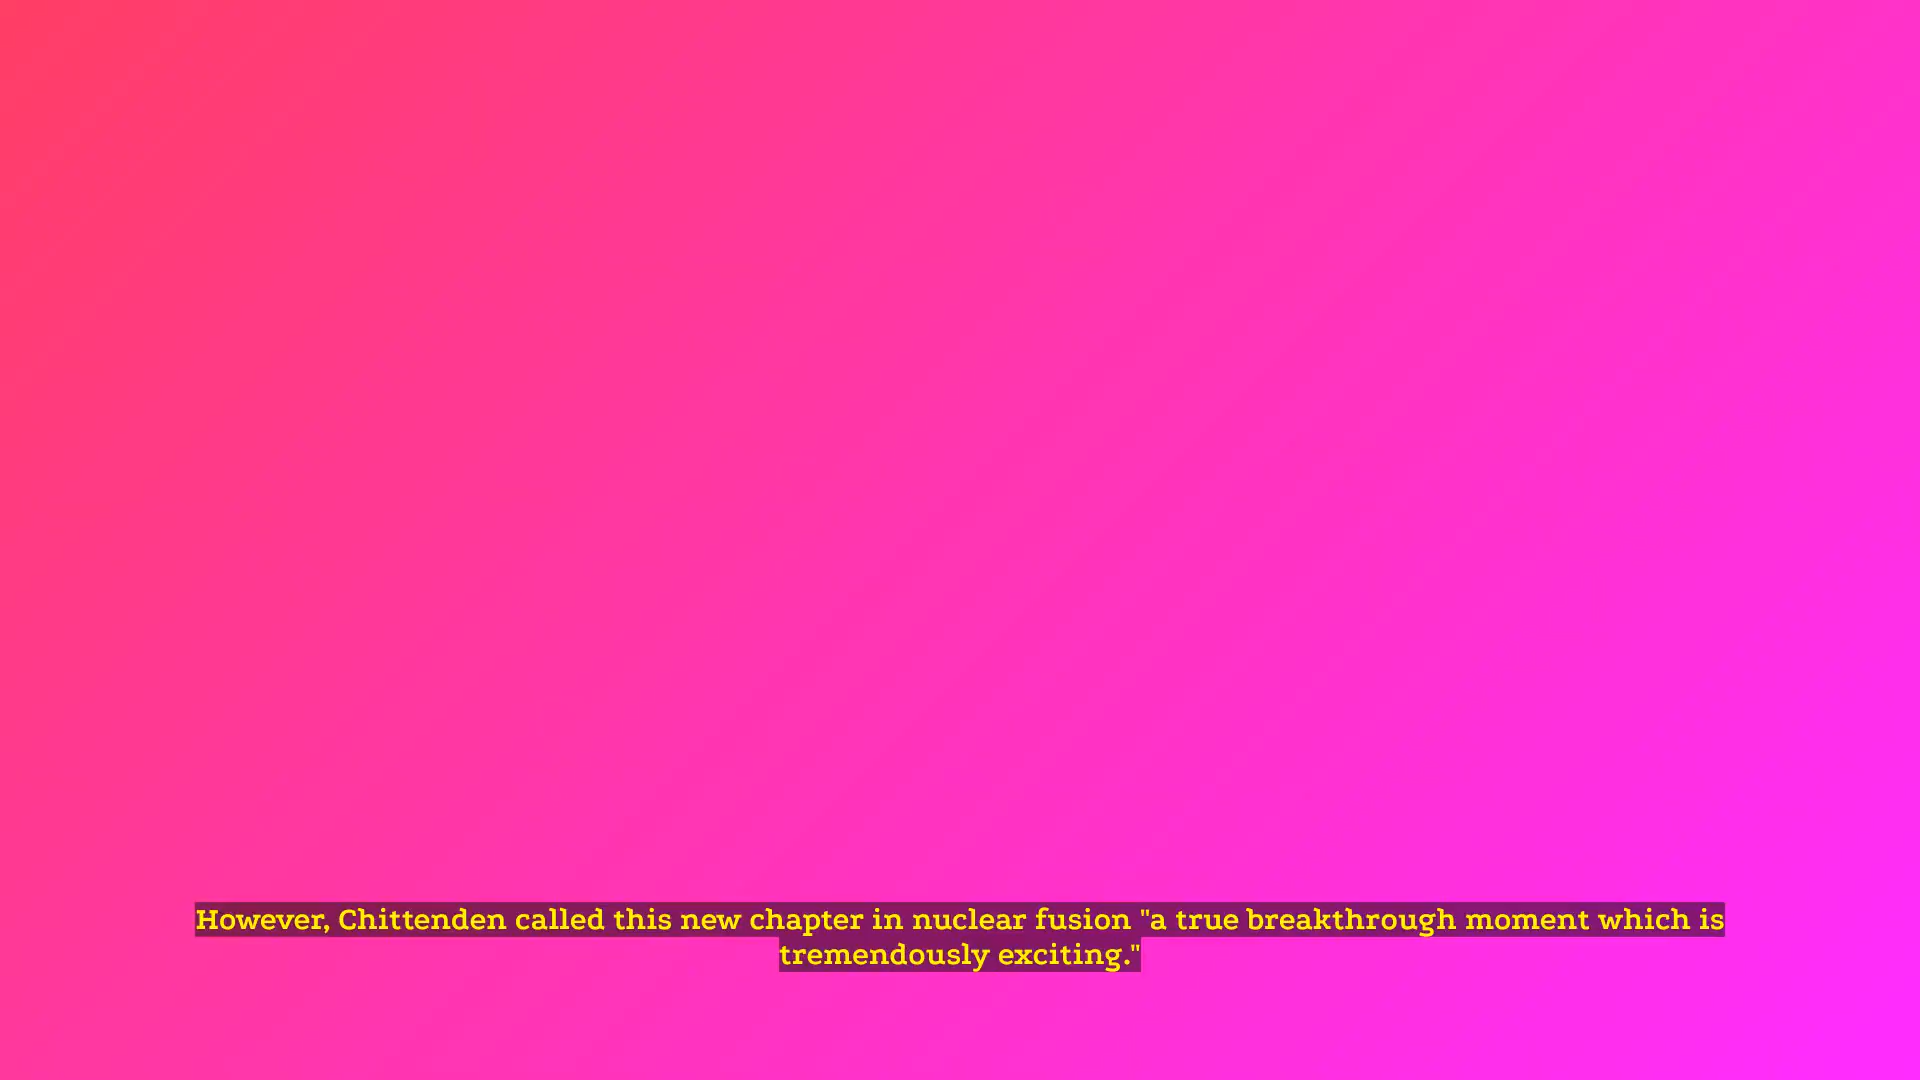 However, Chittenden called this new chapter in nuclear fusion "a true breakthrough moment which is
tremendously exciting."